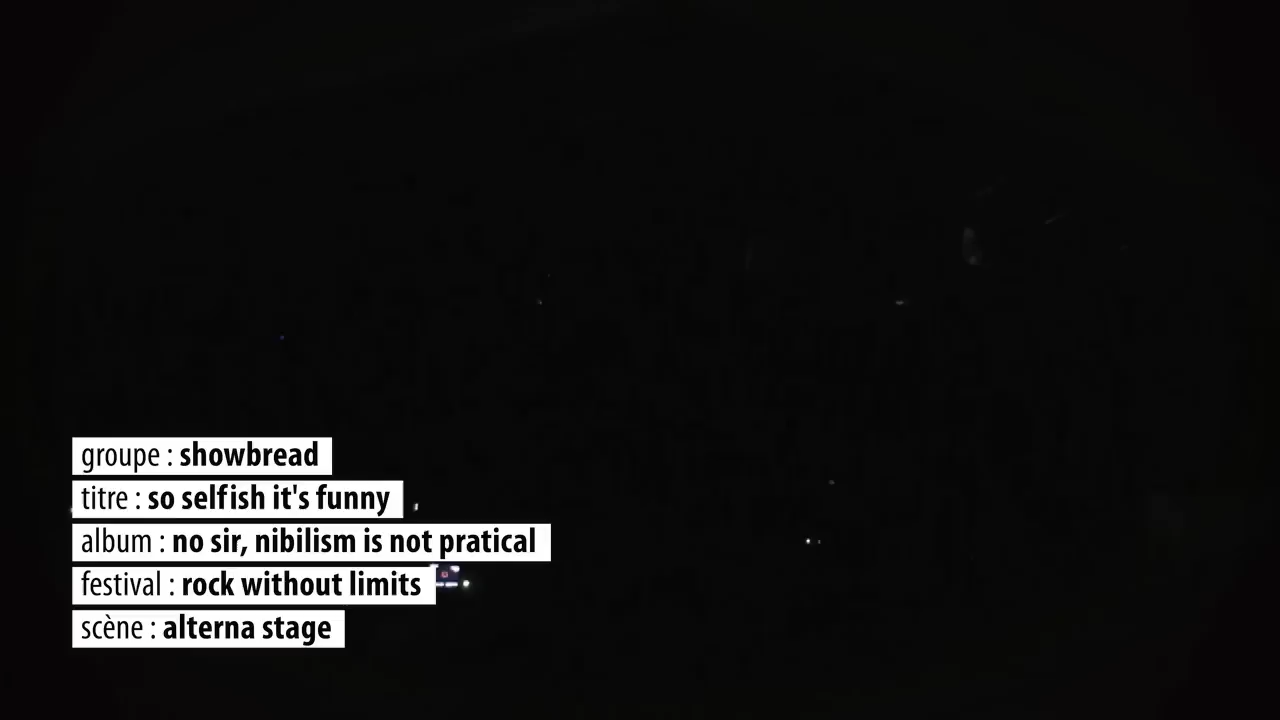 groupe : showbread
titre : so selfish it's funny
album : no sir, nibilism is not pratical
festival : rock without limits
scène : alterna stage